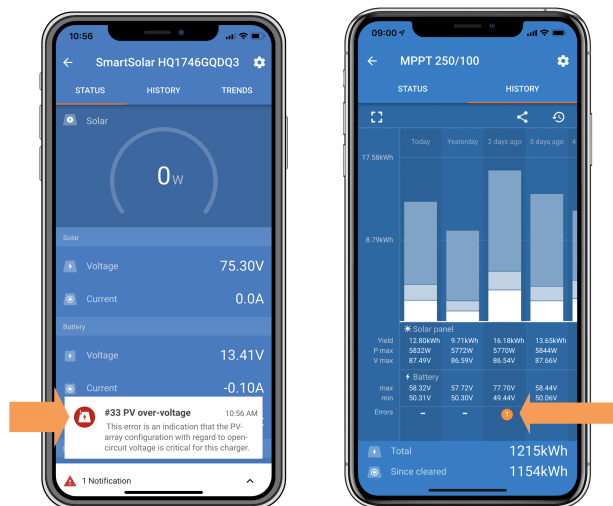 10:56
SmartSolar HQ1746GQDQ3
STATUS HISTORY TRENDS
Solar
0W
Solar
Voltage 75.30V
Current 0.0A
Battery
Voltage 13.41V
Current -0.10A
#33 PV over-voltage 10:56 AM
This error is an indication that the PV-
array configuration with regard to open-
circuit voltage is critical for this charger.
1 Notification
09:00
MPPT 250/100
STATUS HISTORY
Today Yesterday 2 days ago 3 days ago 4
17.58kWh
8.79kWh
Solar panel
Yield 12.80kWh 9.71kWh 16.18kWh 13.65kWh
P max 5832W 5772W 5770W 5844W
V max 87.49V 86.59V 86.54V 87.66V
Battery
max 58.32V 57.72V 77.70V 58.44V
min 50.31V 50.30V 49.44V 50.06V
Errors - - 1
Total 1215kWh
Since cleared 1154kWh